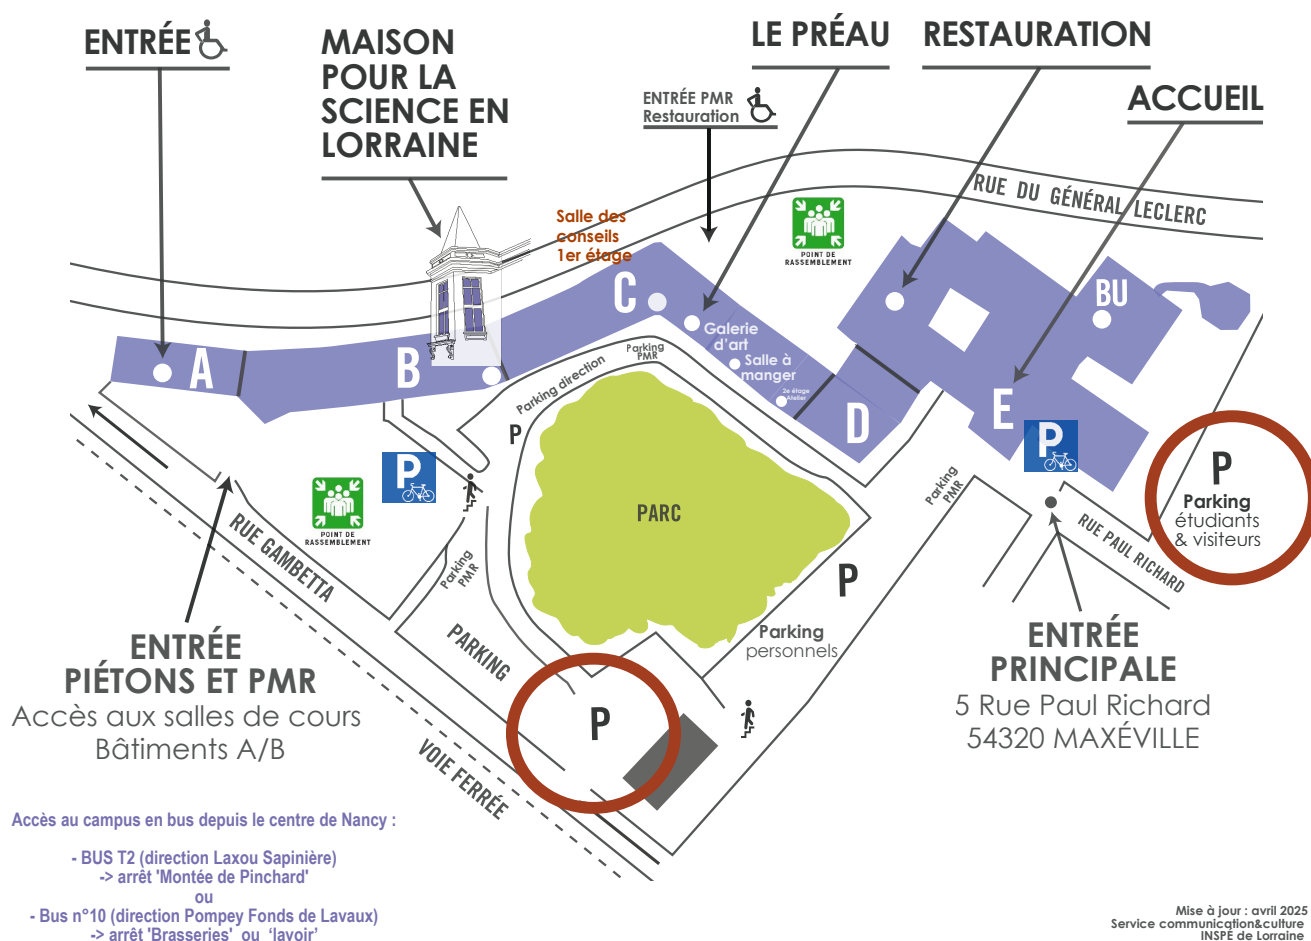 ENTRÉE
MAISON
POUR LA
SCIENCE EN
LORRAINE
ENTRÉE PMR
Restauration
LE PRÉAU
RESTAURATION
ACCUEIL
RUE DU GÉNÉRAL LECLERC
Salle des
conseils
1er étage
POINT DE
RASSEMBLEMENT
A
B
C
Galerie
d'art
Salle à
manger
2e étage
Atelier
D
E
BU
Parking
PMR
Parking direction
P
PARC
P
P
Parking
PMR
P
Parking
étudiants
& visiteurs
POINT DE
RASSEMBLEMENT
RUE GAMBETTA
Parking
PMR
PARKING
P
Parking
personnels
P
RUE PAUL RICHARD
VOIE FERRÉE
ENTRÉE
PIÉTONS ET PMR
Accès aux salles de cours
Bâtiments A/B
ENTRÉE
PRINCIPALE
5 Rue Paul Richard
54320 MAXÉVILLE
Accès au campus en bus depuis le centre de Nancy :
- BUS T2 (direction Laxou Sapinière)
-> arrêt 'Montée de Pinchard'
ou
- Bus n°10 (direction Pompey Fonds de Lavaux)
-> arrêt 'Brasseries' ou ‘lavoir’
Mise à jour : avril 2025
Service communication&culture
INSPÉ de Lorraine